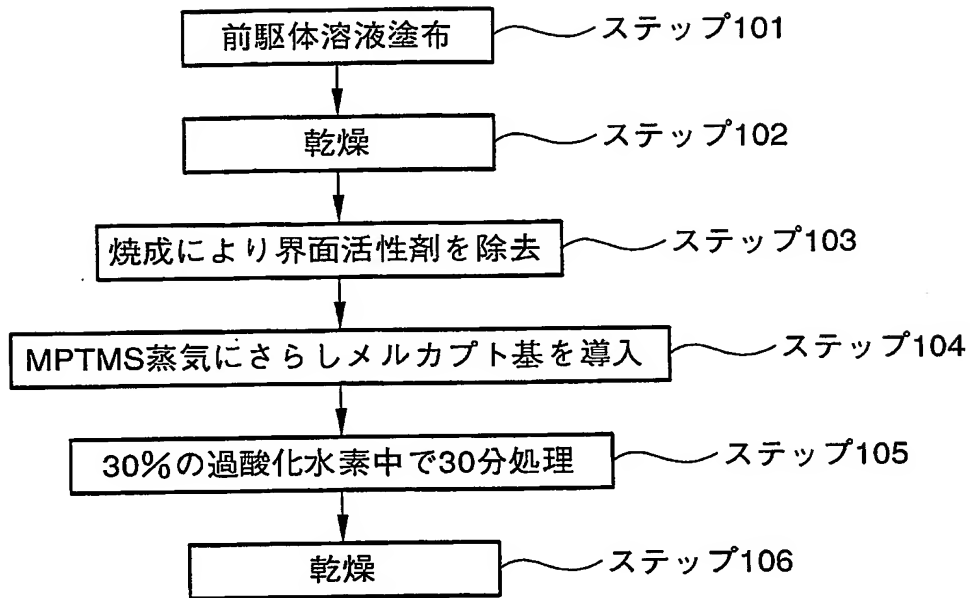 前駆体溶液塗布
ステップ101
乾燥
ステップ102
焼成により界面活性剤を除去
ステップ103
MPTMS蒸気にさらしメルカプト基を導入
ステップ104
30%の過酸化水素中で30分処理
ステップ105
乾燥
ステップ106